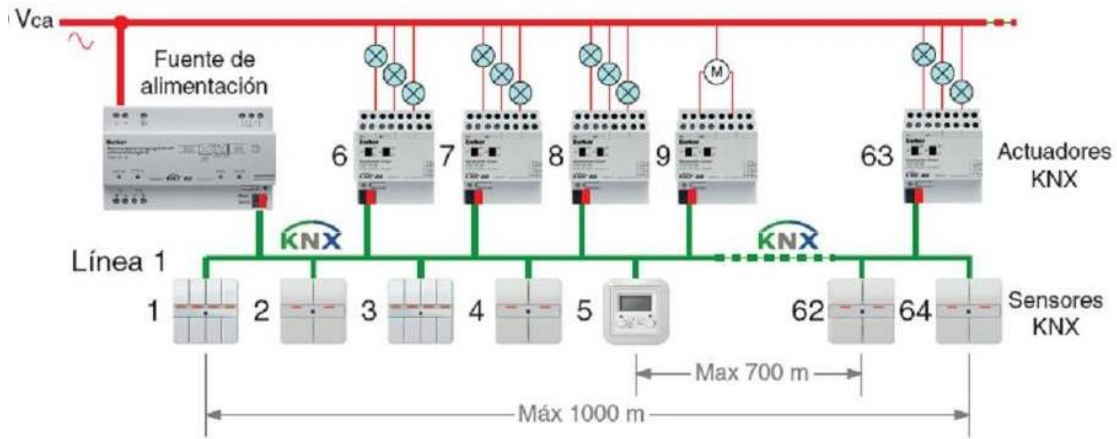 Vca
Fuente de
alimentación
6 7 8 9 63
Actuadores
KNX
KNX KNX
Línea 1
1 2 3 4 5 62 64
Sensores
KNX
M
Max 700 m
Máx 1000 m